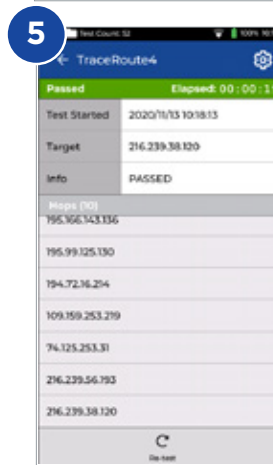 5
Test Count: 52
100%
TraceRoute4
Passed Elapsed: 00:00:1
Test Started 2020/11/13 10:18:13
Target 216.239.38.120
Info PASSED
Hops (10)
195.166.143.136
195.99.125.130
194.72.16.214
109.159.253.219
74.125.253.31
216.239.56.193
216.239.38.120
Re-test